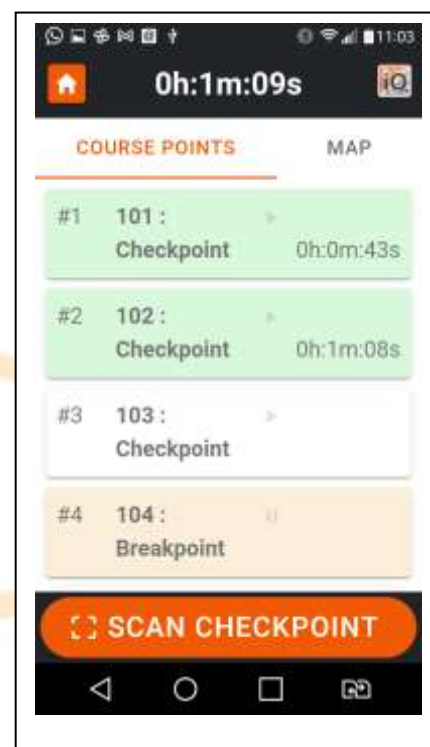 11:03
0h:1m:09s
iQ
COURSE POINTS MAP
#1 101 :
Checkpoint 0h:0m:43s
#2 102 :
Checkpoint 0h:1m:08s
#3 103 :
Checkpoint
#4 104 :
Breakpoint
SCAN CHECKPOINT